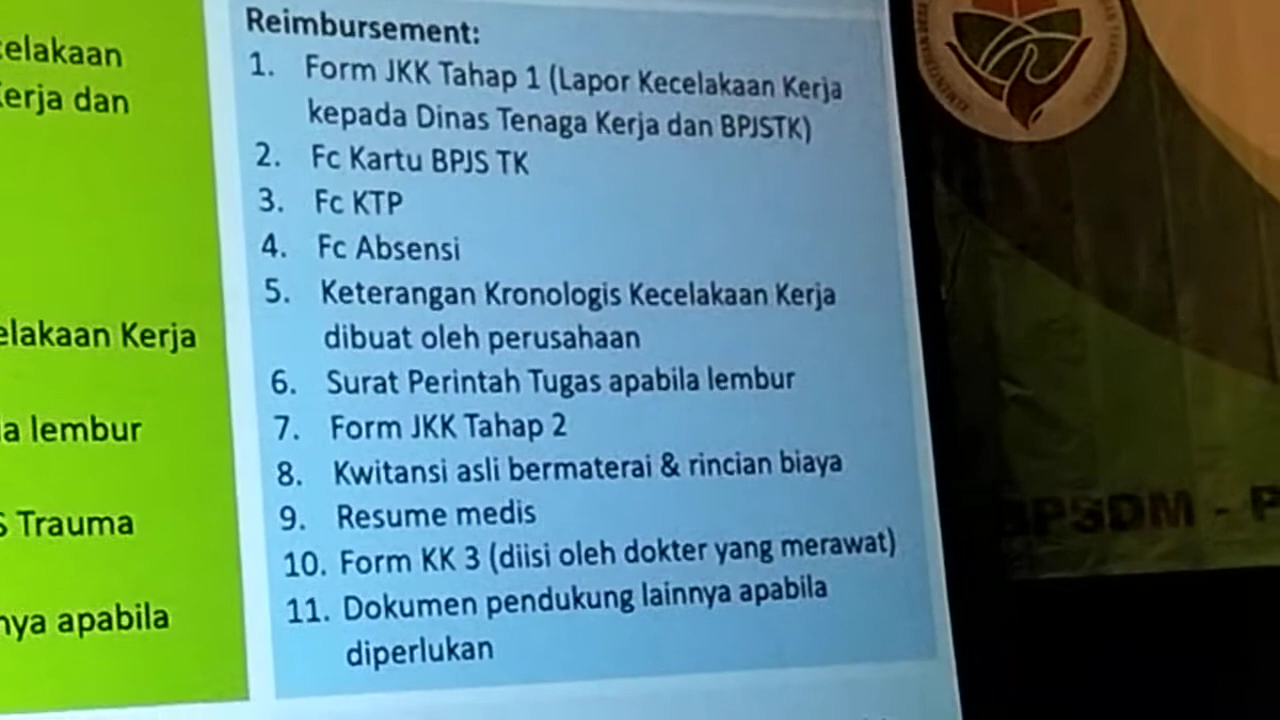 elakaan
erja dan
elakaan Kerja
a lembur
S Trauma
nya apabila
Reimbursement:
1. Form JKK Tahap 1 (Lapor Kecelakaan Kerja
kepada Dinas Tenaga Kerja dan BPJSTK)
2. Fc Kartu BPJS TK
3. Fc KTP
4. Fc Absensi
5. Keterangan Kronologis Kecelakaan Kerja
dibuat oleh perusahaan
6. Surat Perintah Tugas apabila lembur
7. Form JKK Tahap 2
8. Kwitansi asli bermaterai & rincian biaya
9. Resume medis
10. Form KK 3 (diisi oleh dokter yang merawat)
11. Dokumen pendukung lainnya apabila
diperlukan
BPSDM - P